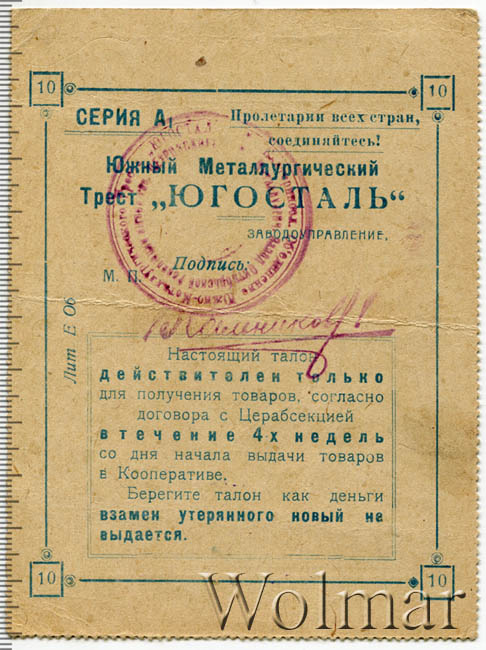 10 10
СЕРИЯ А1
Пролетарии всех стран,
соединяйтесь!
Южный Металлургический
Трест „ЮГОСТАЛЬ“
ЗАВОДОУПРАВЛЕНИЕ,
Подпись:
М. П.
Лит Е Об
Настоящий талон
действителен только
для получения товаров, согласно
договора с Церабсекцией
в течение 4х недель
со дня начала выдачи товаров
в Кооперативе.
Берегите талон как деньги
взамен утерянного новый не
выдается.
10 10
Wolmar